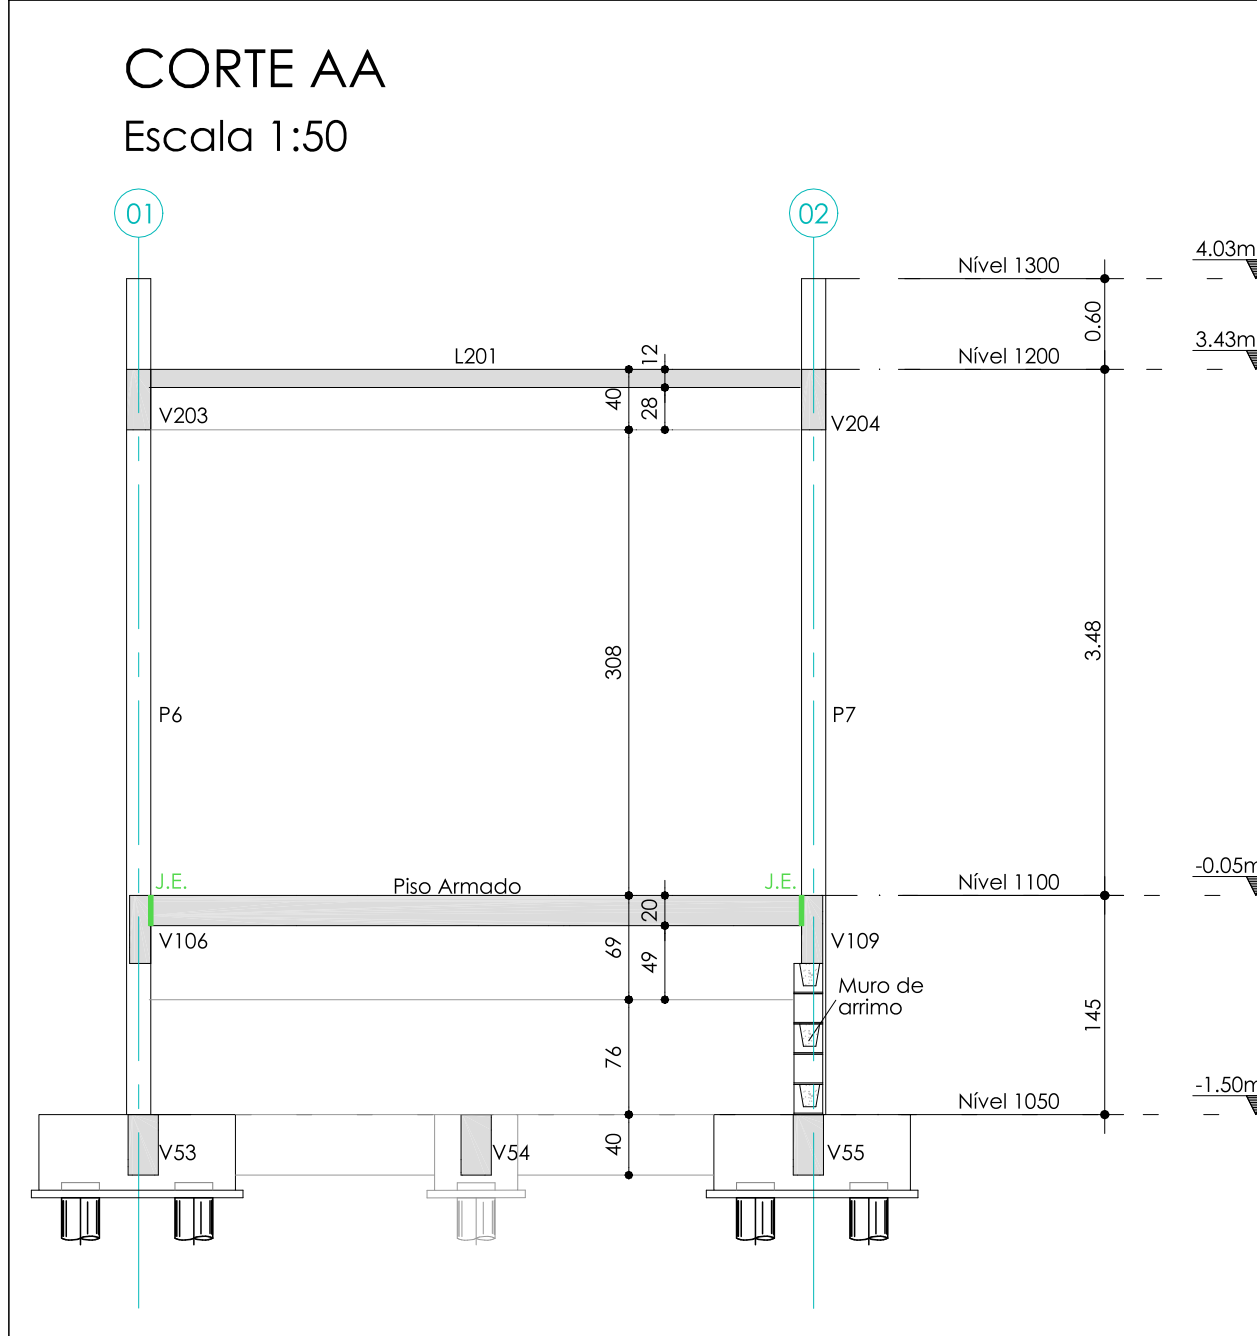 CORTE AA
Escala 1:50
01
02
4.03m
Nível 1300
0.60
3.43m
L201
12
Nível 1200
40
28
V203
V204
308
3.48
P6
P7
J.E.
Piso Armado
J.E.
Nível 1100
-0.05m
20
V106
69
49
V109
Muro de
arrimo
145
76
-1.50m
Nível 1050
V53
V54
40
V55